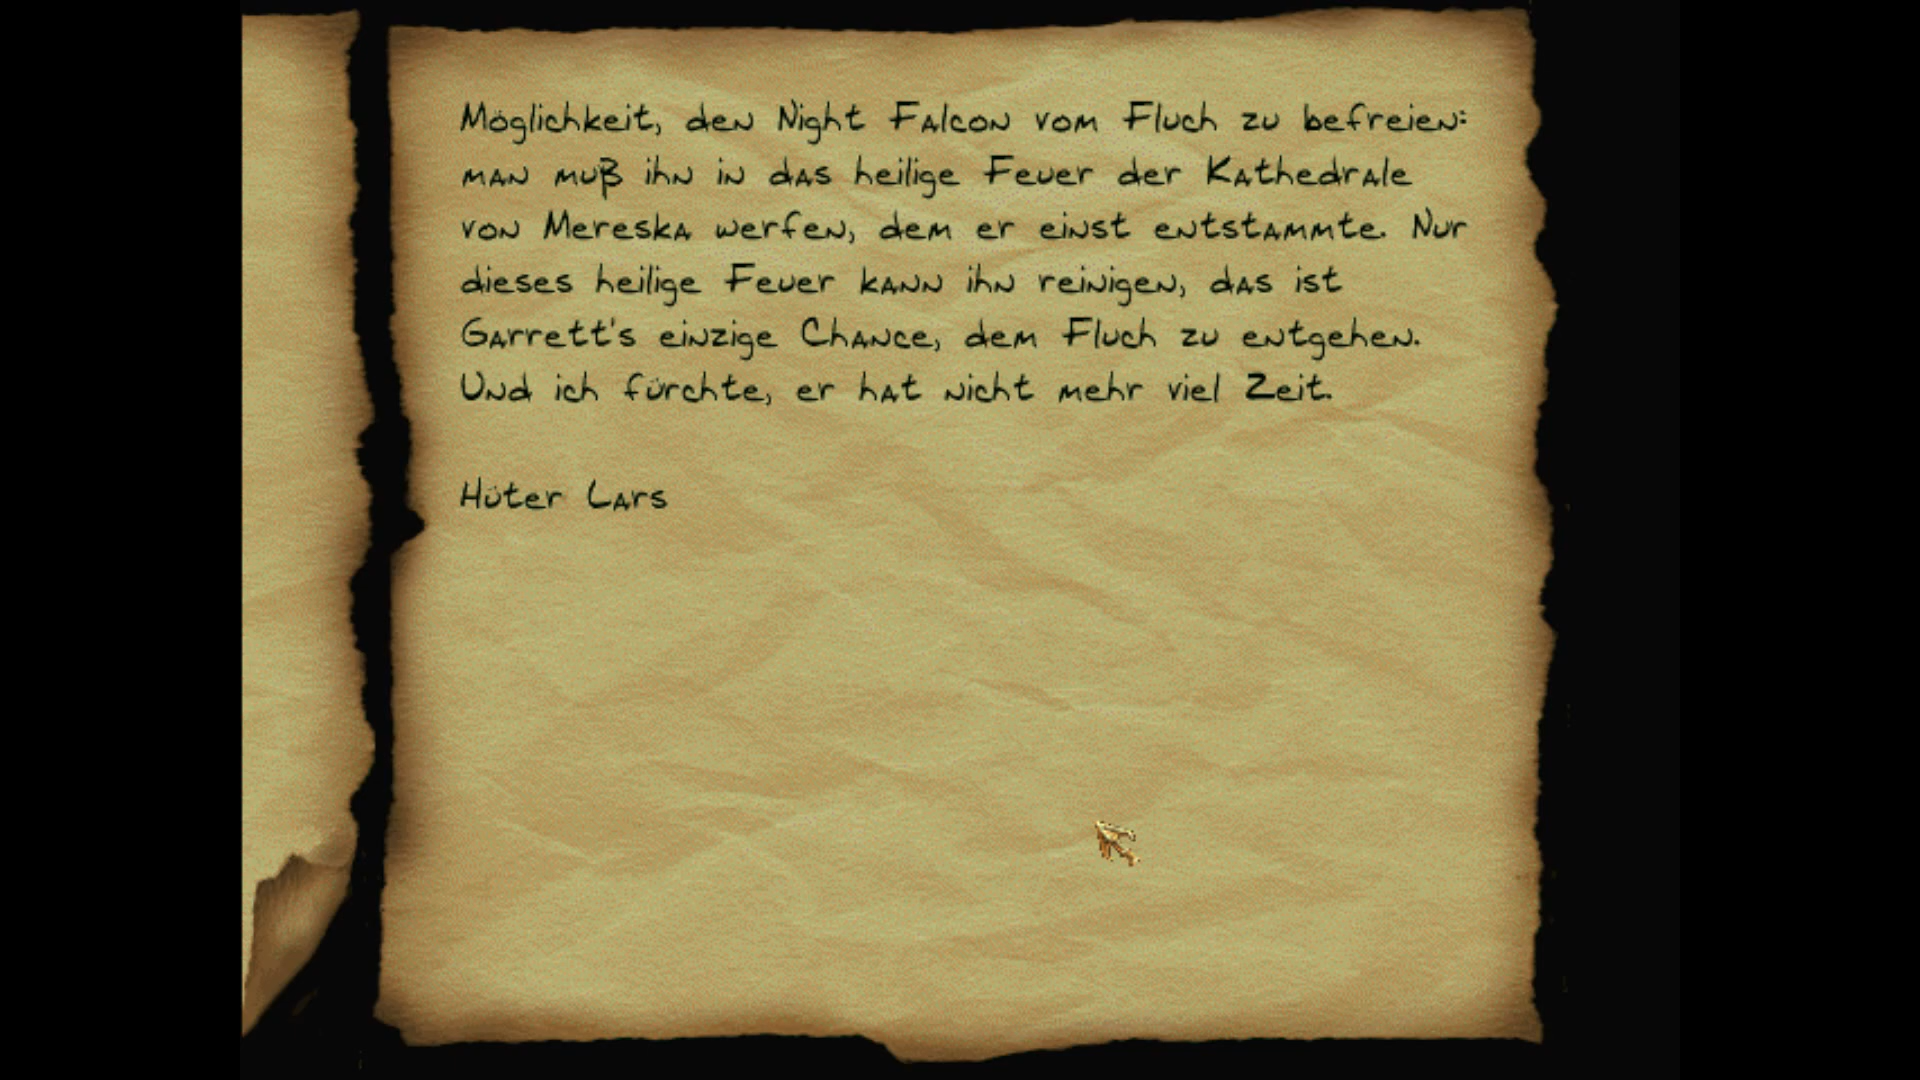 Möglichkeit, den Night Falcon vom Fluch zu befreien:
man muß ihn in das heilige Feuer der Kathedrale
von Mereska werfen, dem er einst entstammte. Nur
dieses heilige Feuer kann ihn reinigen, das ist
Garrett's einzige Chance, dem Fluch zu entgehen.
Und ich fürchte, er hat nicht mehr viel Zeit.
Hüter Lars